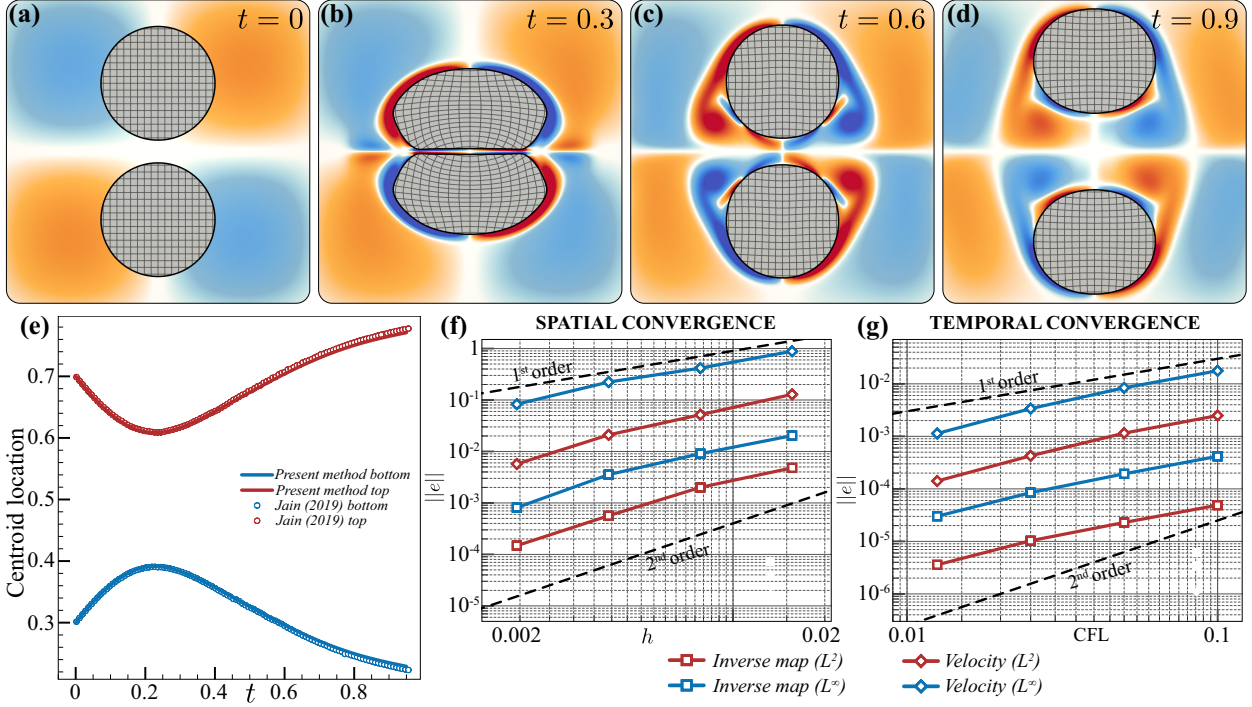 (a) t = 0
(b) t = 0.3
(c) t = 0.6
(d) t = 0.9
(e)
Centroid location
0.7
0.6
0.5
0.4
0.3
0
0.2
0.4
0.6
0.8
t
Present method bottom
Present method top
Jain (2019) bottom
Jain (2019) top
(f) SPATIAL CONVERGENCE
||e||
1
10⁻¹
10⁻²
10⁻³
10⁻⁴
10⁻⁵
1ˢᵗ order
2ⁿᵈ order
0.002
h
0.02
(g) TEMPORAL CONVERGENCE
||e||
10⁻²
10⁻³
10⁻⁴
10⁻⁵
10⁻⁶
1ˢᵗ order
2ⁿᵈ order
0.01
CFL
0.1
Inverse map (L²)
Inverse map (L∞)
Velocity (L²)
Velocity (L∞)